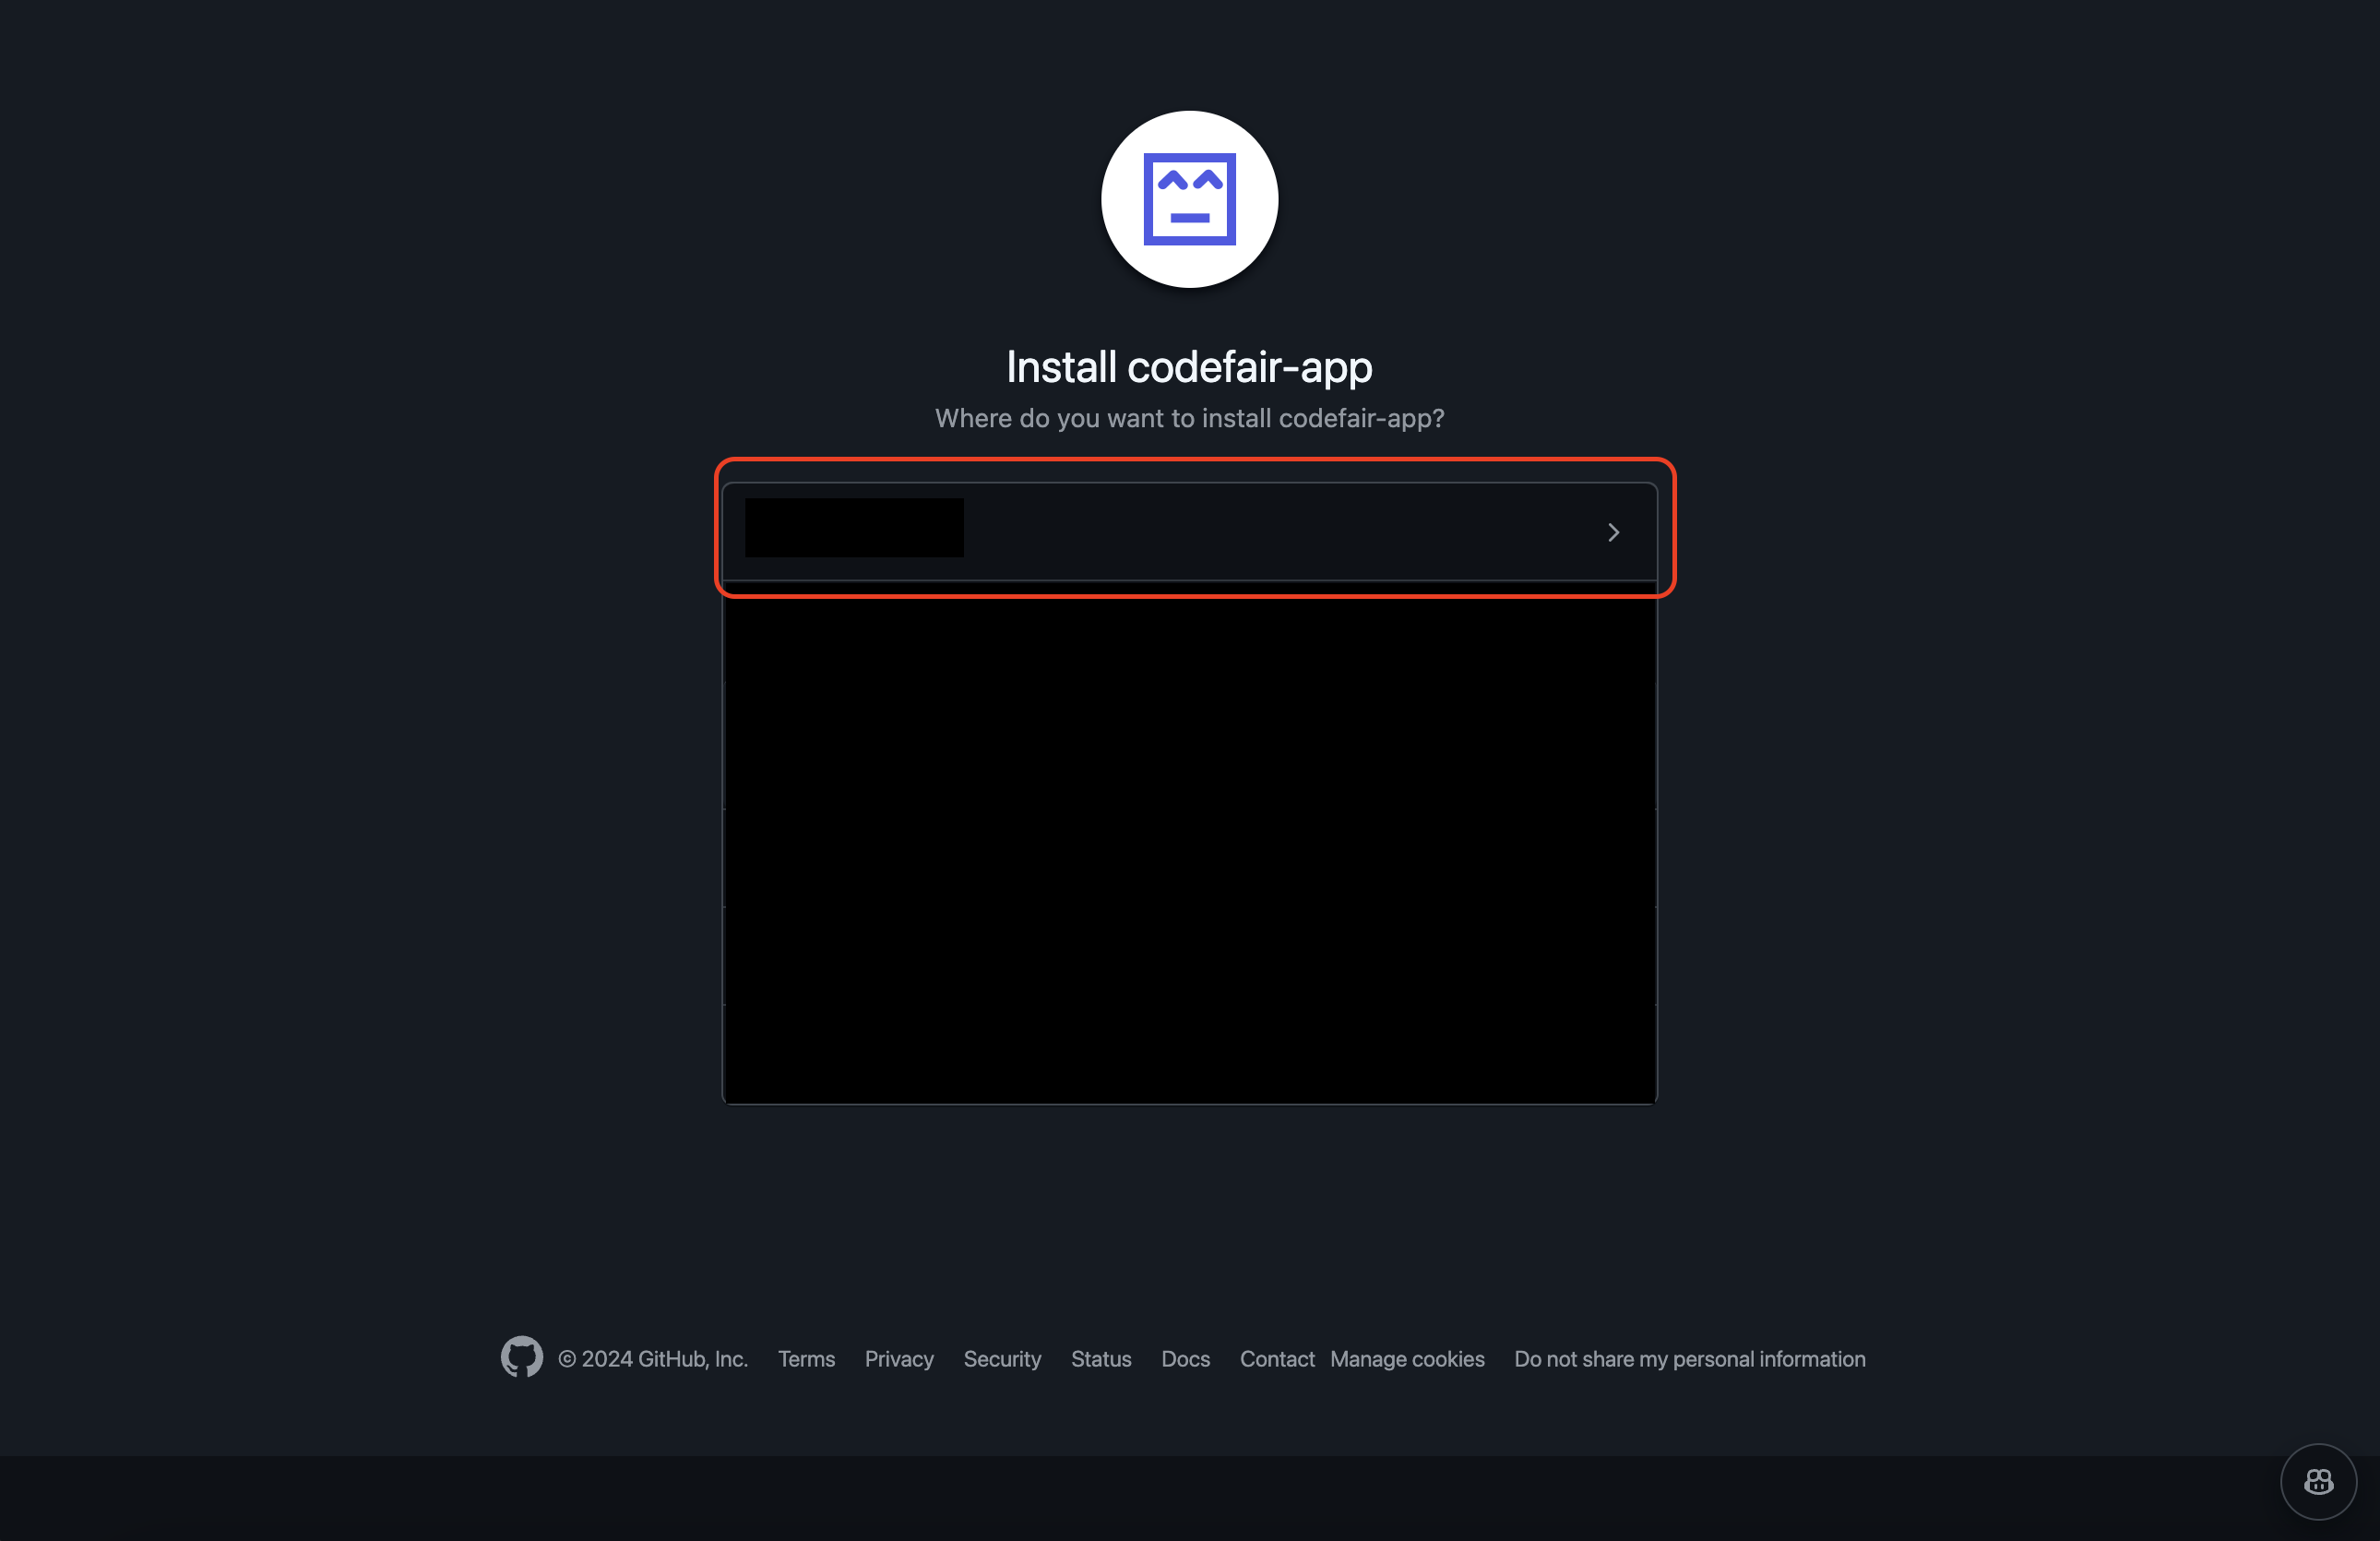 Install codefair-app
Where do you want to install codefair-app?
© 2024 GitHub, Inc. Terms Privacy Security Status Docs Contact Manage cookies Do not share my personal information